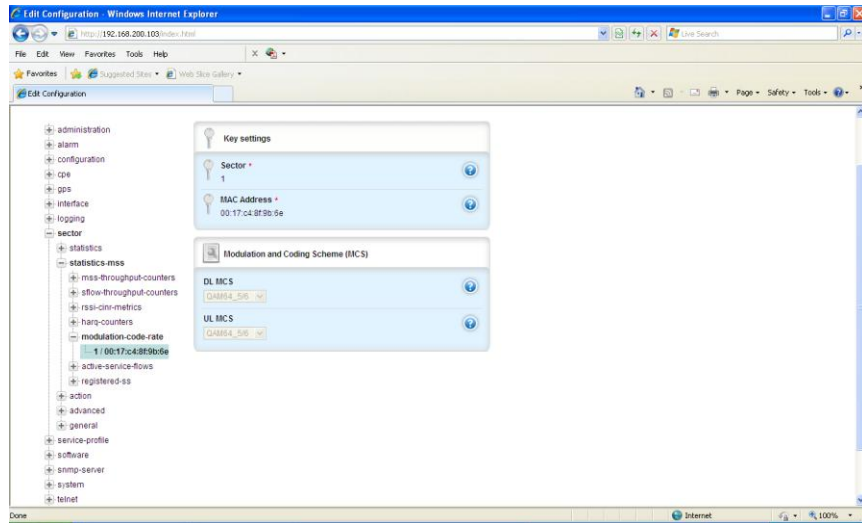 Edit Configuration - Windows Internet Explorer
http://192.168.200.103/index.html
Live Search
File Edit View Favorites Tools Help
Favorites Suggested Sites Web Slice Gallery
Edit Configuration
Page Safety Tools
administration
alarm
configuration
cpe
gps
interface
logging
sector
statistics
statistics-mss
mss-throughput-counters
sflow-throughput-counters
rssi-cinr-metrics
harq-counters
modulation-code-rate
1 / 00:17:c4:8f:9b:6e
active-service-flows
registered-ss
action
advanced
general
service-profile
software
snmp-server
system
telnet
Key settings
Sector *
1
MAC Address *
00:17:c4:8f:9b:6e
Modulation and Coding Scheme (MCS)
DL MCS
QAM64_5/6
UL MCS
QAM64_5/6
Done
Internet
100%